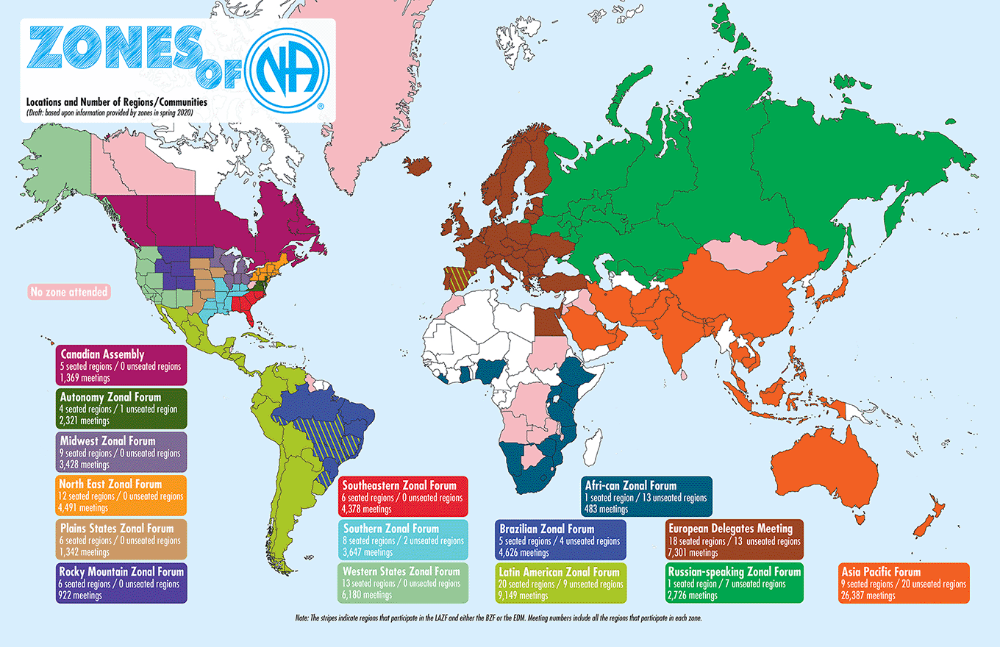 ZONES
OF
NA
®
Locations and Number of Regions/Communities
(Draft: based upon information provided by zones in spring 2020)
No zone attended
Canadian Assembly
5 seated regions / 0 unseated regions
1,369 meetings
Autonomy Zonal Forum
4 seated regions / 1 unseated region
2,321 meetings
Midwest Zonal Forum
9 seated regions / 0 unseated regions
3,428 meetings
North East Zonal Forum
12 seated regions / 0 unseated regions
4,491 meetings
Plains States Zonal Forum
6 seated regions / 0 unseated regions
1,342 meetings
Rocky Mountain Zonal Forum
6 seated regions / 0 unseated regions
922 meetings
Southeastern Zonal Forum
6 seated regions / 0 unseated regions
4,378 meetings
Southern Zonal Forum
8 seated regions / 2 unseated regions
3,647 meetings
Western States Zonal Forum
13 seated regions / 0 unseated regions
6,180 meetings
Brazilian Zonal Forum
5 seated regions / 4 unseated regions
4,626 meetings
Latin American Zonal Forum
20 seated regions / 9 unseated regions
9,149 meetings
Afri-can Zonal Forum
1 seated region / 13 unseated regions
483 meetings
European Delegates Meeting
18 seated regions / 13 unseated regions
7,301 meetings
Russian-speaking Zonal Forum
1 seated region / 7 unseated regions
2,726 meetings
Asia Pacific Forum
9 seated regions / 20 unseated regions
26,387 meetings
Note: The stripes indicate regions that participate in the LAZF and either the BZF or the EDM. Meeting numbers include all the regions that participate in each zone.